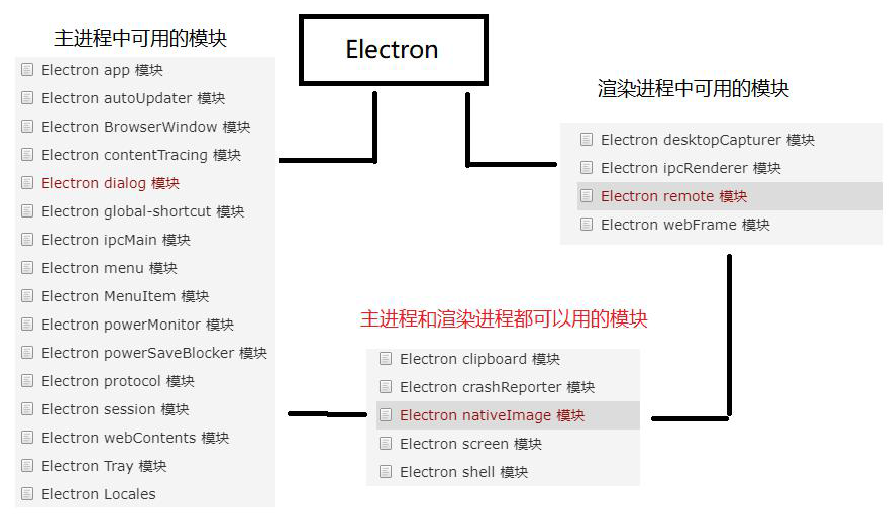 Electron
主进程中可用的模块
Electron app 模块
Electron autoUpdater 模块
Electron BrowserWindow 模块
Electron contentTracing 模块
Electron dialog 模块
Electron global-shortcut 模块
Electron ipcMain 模块
Electron menu 模块
Electron MenuItem 模块
Electron powerMonitor 模块
Electron powerSaveBlocker 模块
Electron protocol 模块
Electron session 模块
Electron webContents 模块
Electron Tray 模块
Electron Locales
渲染进程中可用的模块
Electron desktopCapturer 模块
Electron ipcRenderer 模块
Electron remote 模块
Electron webFrame 模块
主进程和渲染进程都可以用的模块
Electron clipboard 模块
Electron crashReporter 模块
Electron nativeImage 模块
Electron screen 模块
Electron shell 模块